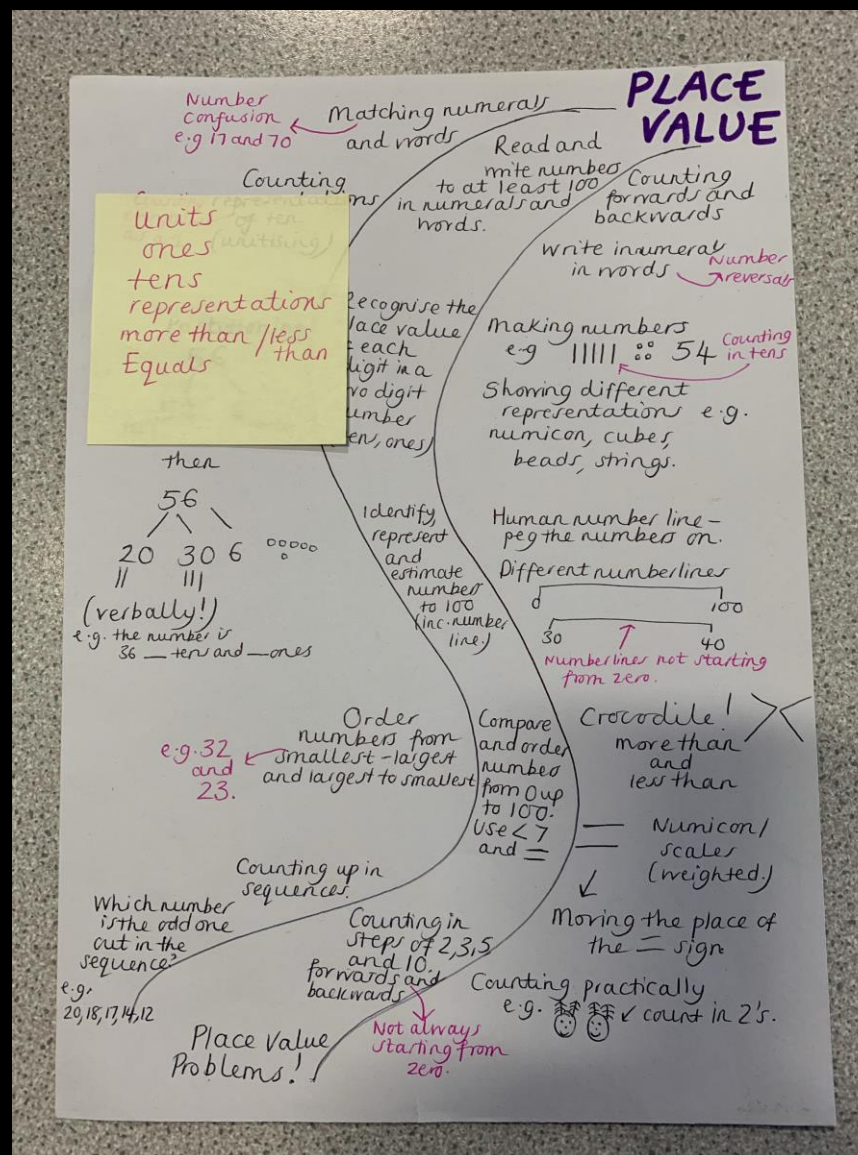 PLACE
VALUE
Number
confusion
e.g 17 and 70
Matching numerals
and words
Read and
write numbers
to at least 100
in numerals and
words.
Counting
forwards and
backwards
Write in numeral
in words
Number
reversals
Counting
ns
of ten
(unitising)
units
ones
tens
representations
more than / less
than
Equals
Recognise the
lace value
each
digit in a
wo digit
umber
ens, ones)
Making numbers
e.g 54
Counting
in tens
Showing different
representations e.g.
numicon, cubes,
beads, strings.
then
56
20 30 6
(verbally!)
e.g. the number is
36 __ tens and __ ones
Identify,
represent
and
estimate
numbers
to 100
(inc. number
line.)
Human number line –
peg the numbers on.
Different numberlines
0 100
30 40
Numberlines not starting
from zero.
Order
numbers from
smallest - largest
and largest to smallest
e.g. 32
and
23.
Compare
and order
numbers
from 0 up
to 100.
Use < >
and =
Crocodile! > <
more than
and
less than
= Numicon/
scales
(weighted.)
Moving the place of
the = sign
Counting up in
sequences.
Which number
is the odd one
out in the
sequence?
e.g.
20, 18, 17, 14, 12
Counting in
steps of 2, 3, 5
and 10.
forwards and
backwards
Not always
starting from
zero.
Counting practically
e.g. count in 2's.
Place Value
Problems!